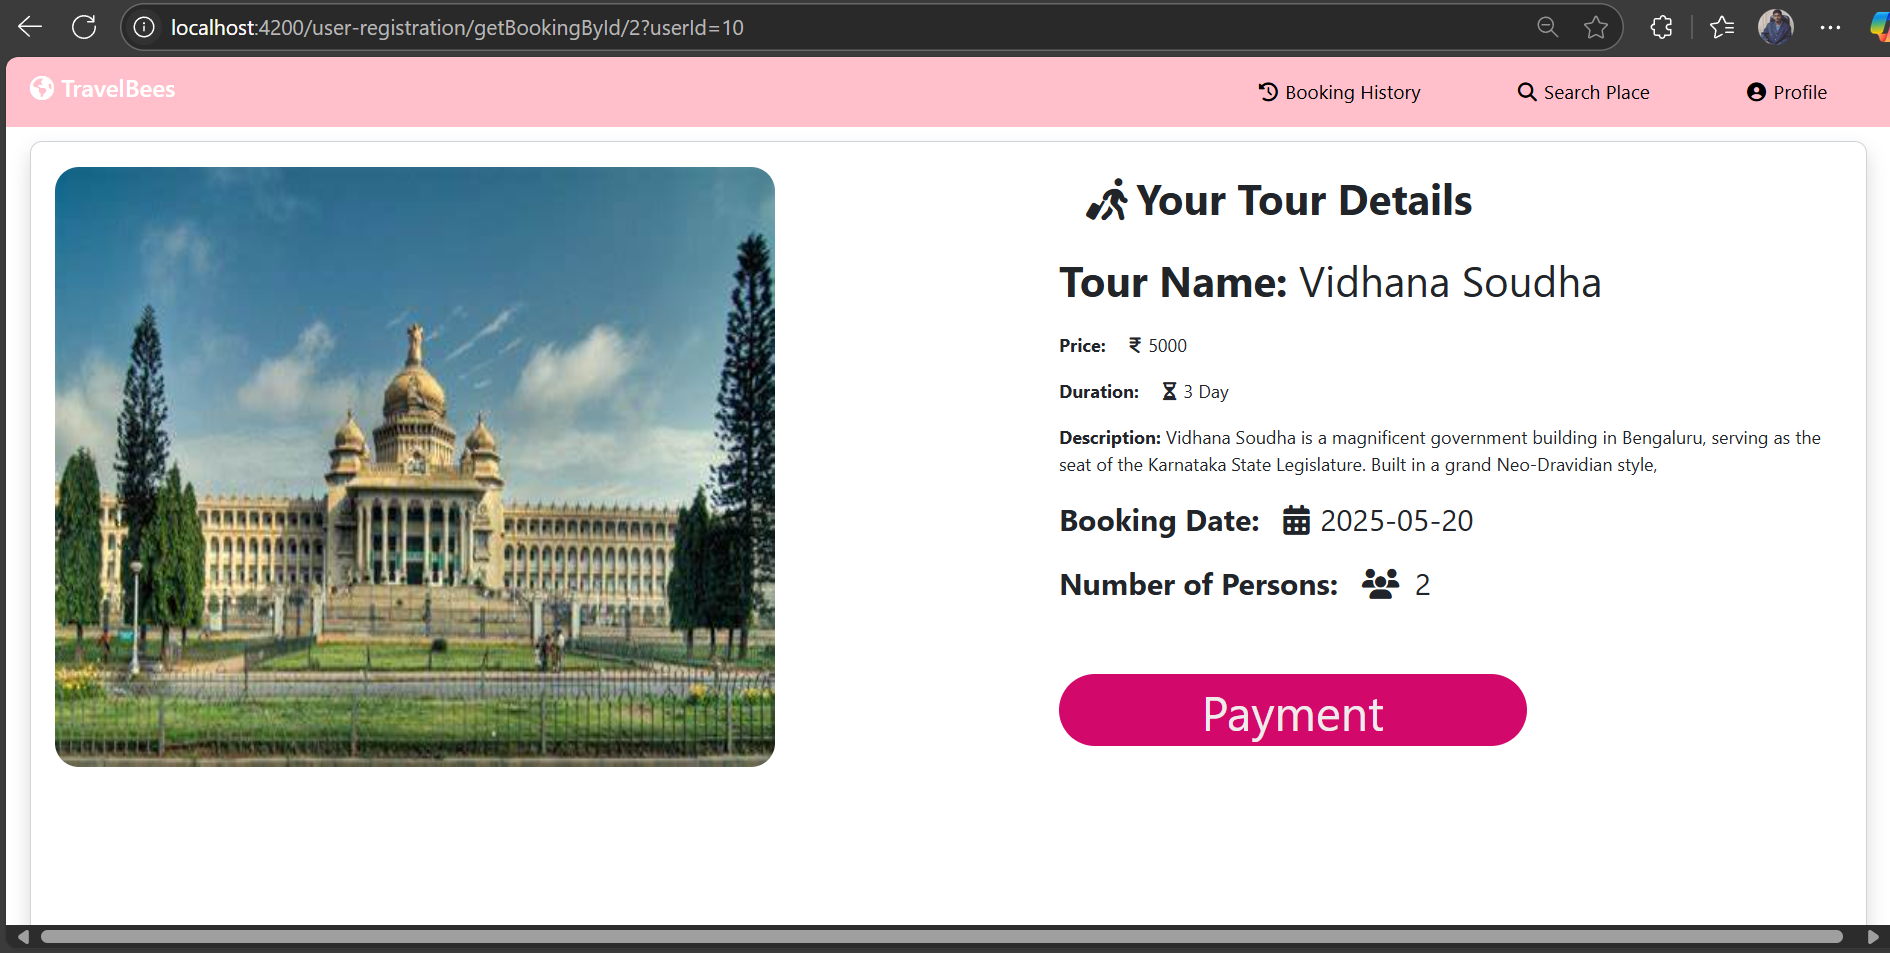 localhost:4200/user-registration/getBookingById/2?userId=10
TravelBees
Booking History
Search Place
Profile
Your Tour Details
Tour Name: Vidhana Soudha
Price: ₹ 5000
Duration: 3 Day
Description: Vidhana Soudha is a magnificent government building in Bengaluru, serving as the
seat of the Karnataka State Legislature. Built in a grand Neo-Dravidian style,
Booking Date: 2025-05-20
Number of Persons: 2
Payment